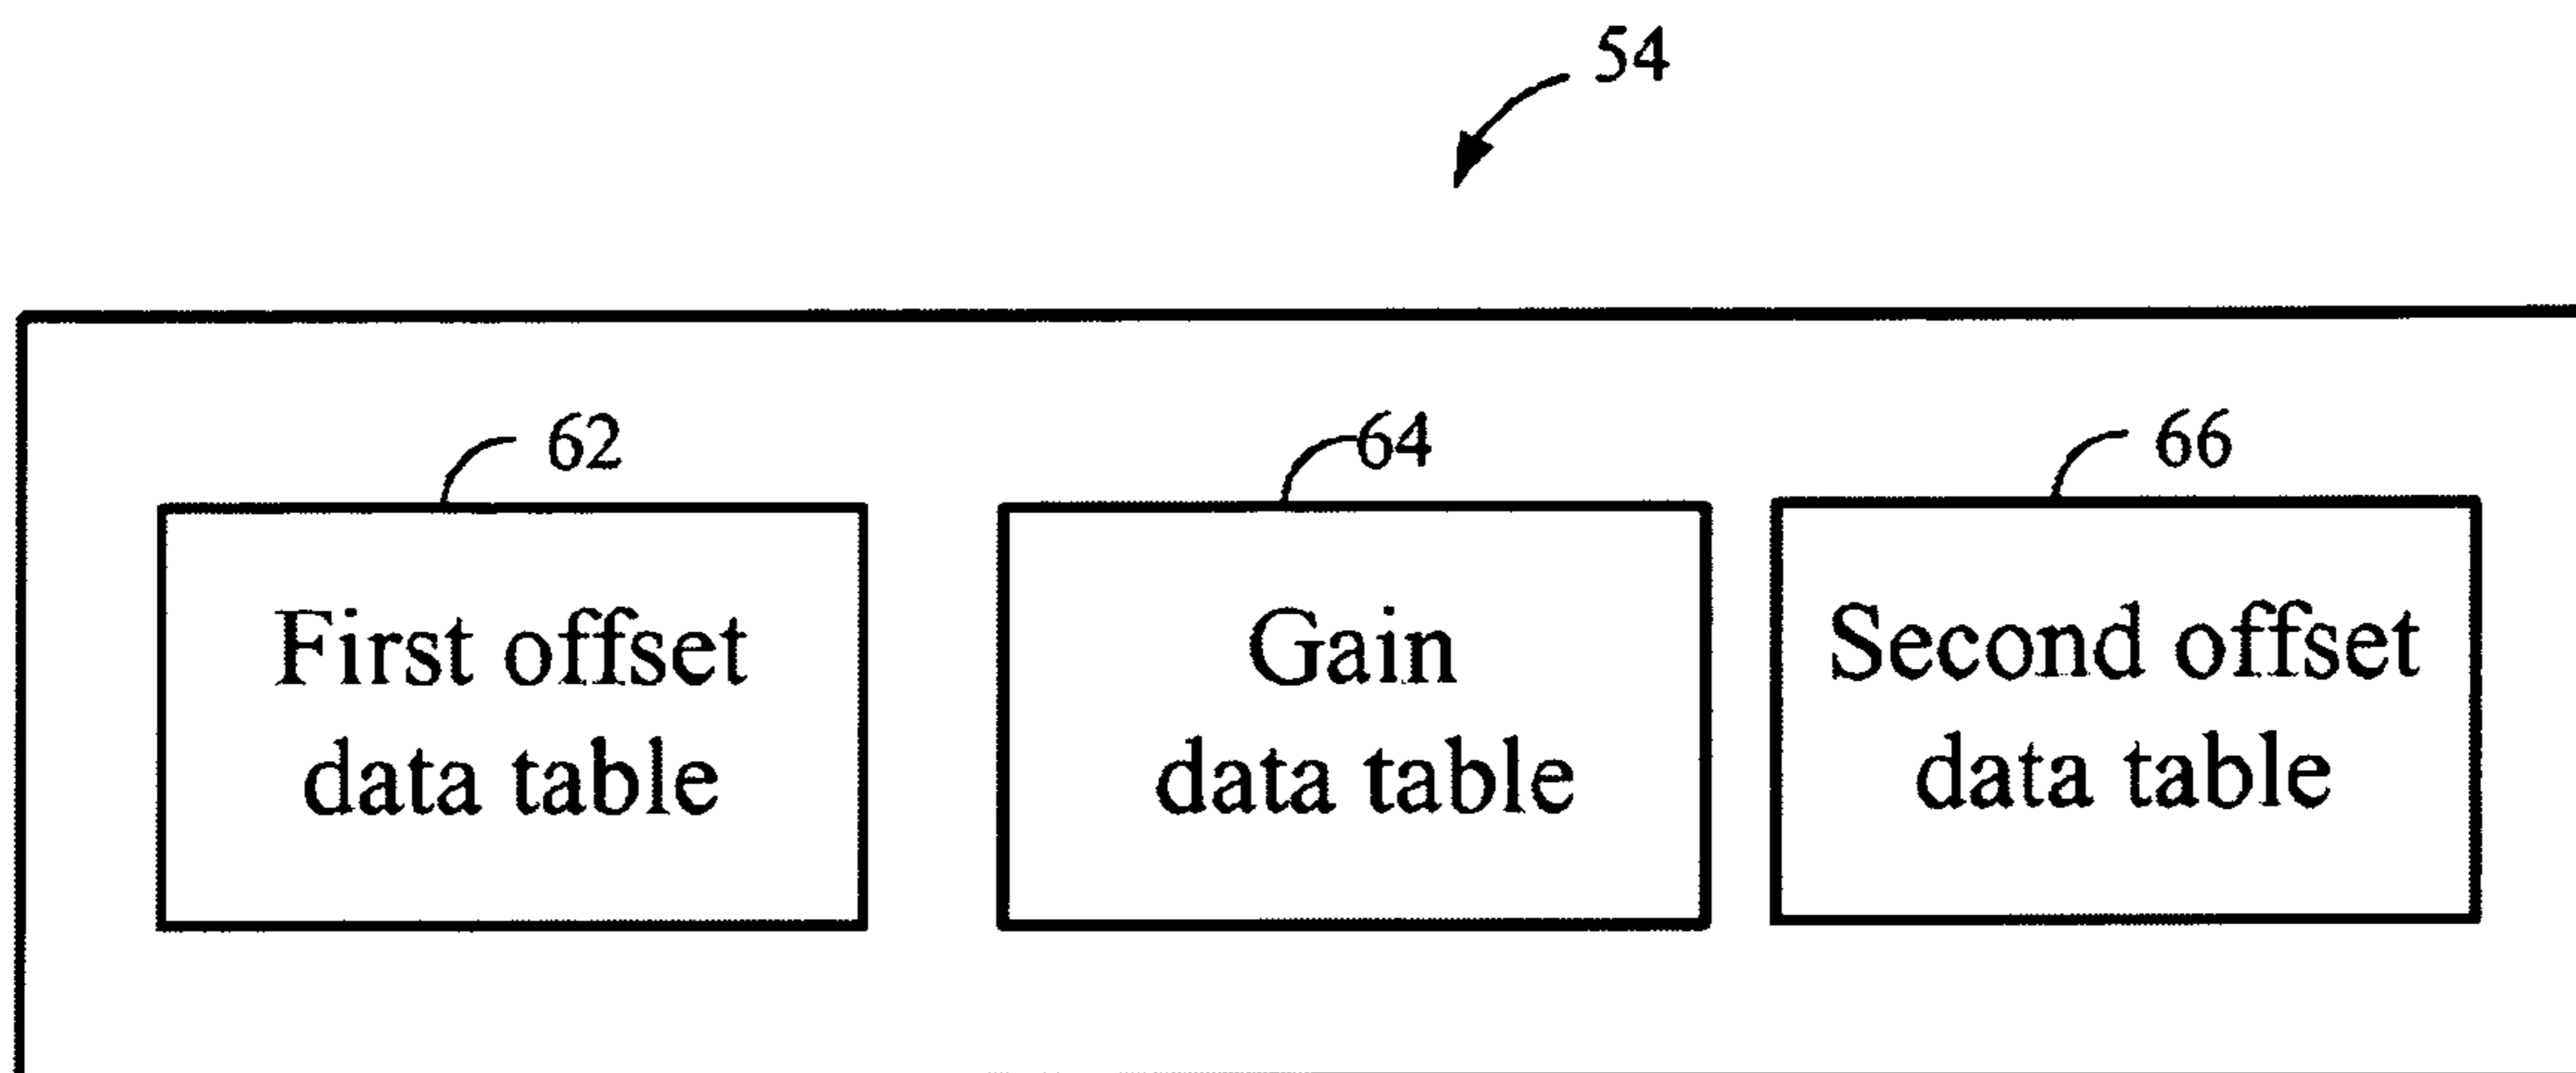 54
62
64
66
First offset
data table
Gain
data table
Second offset
data table